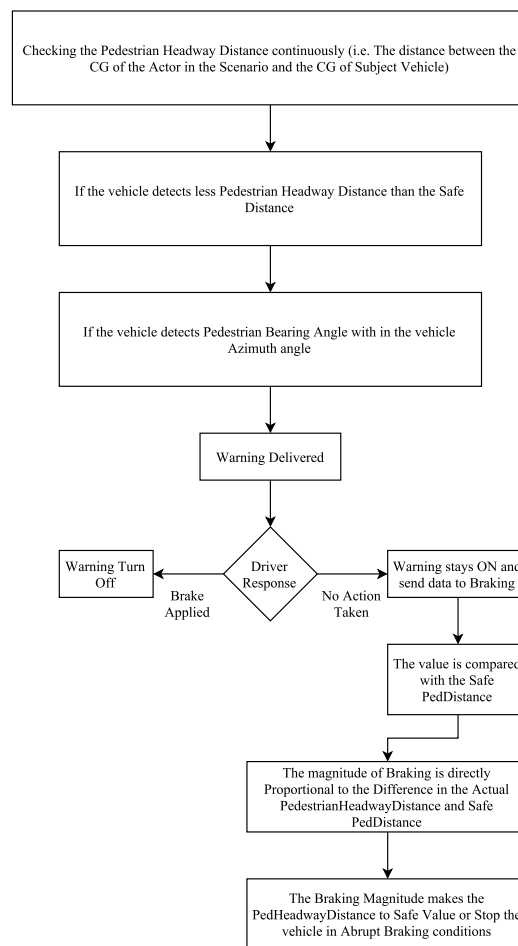 Checking the Pedestrian Headway Distance continuously (i.e. The distance between the
CG of the Actor in the Scenario and the CG of Subject Vehicle)
If the vehicle detects less Pedestrian Headway Distance than the Safe
Distance
If the vehicle detects Pedestrian Bearing Angle with in the vehicle
Azimuth angle
Warning Delivered
Driver
Response
Warning Turn
Off
Brake
Applied
No Action
Taken
Warning stays ON and
send data to Braking
The value is compared
with the Safe
PedDistance
The magnitude of Braking is directly
Proportional to the Difference in the Actual
PedestrianHeadwayDistance and Safe
PedDistance
The Braking Magnitude makes the
PedHeadwayDistance to Safe Value or Stop the
vehicle in Abrupt Braking conditions